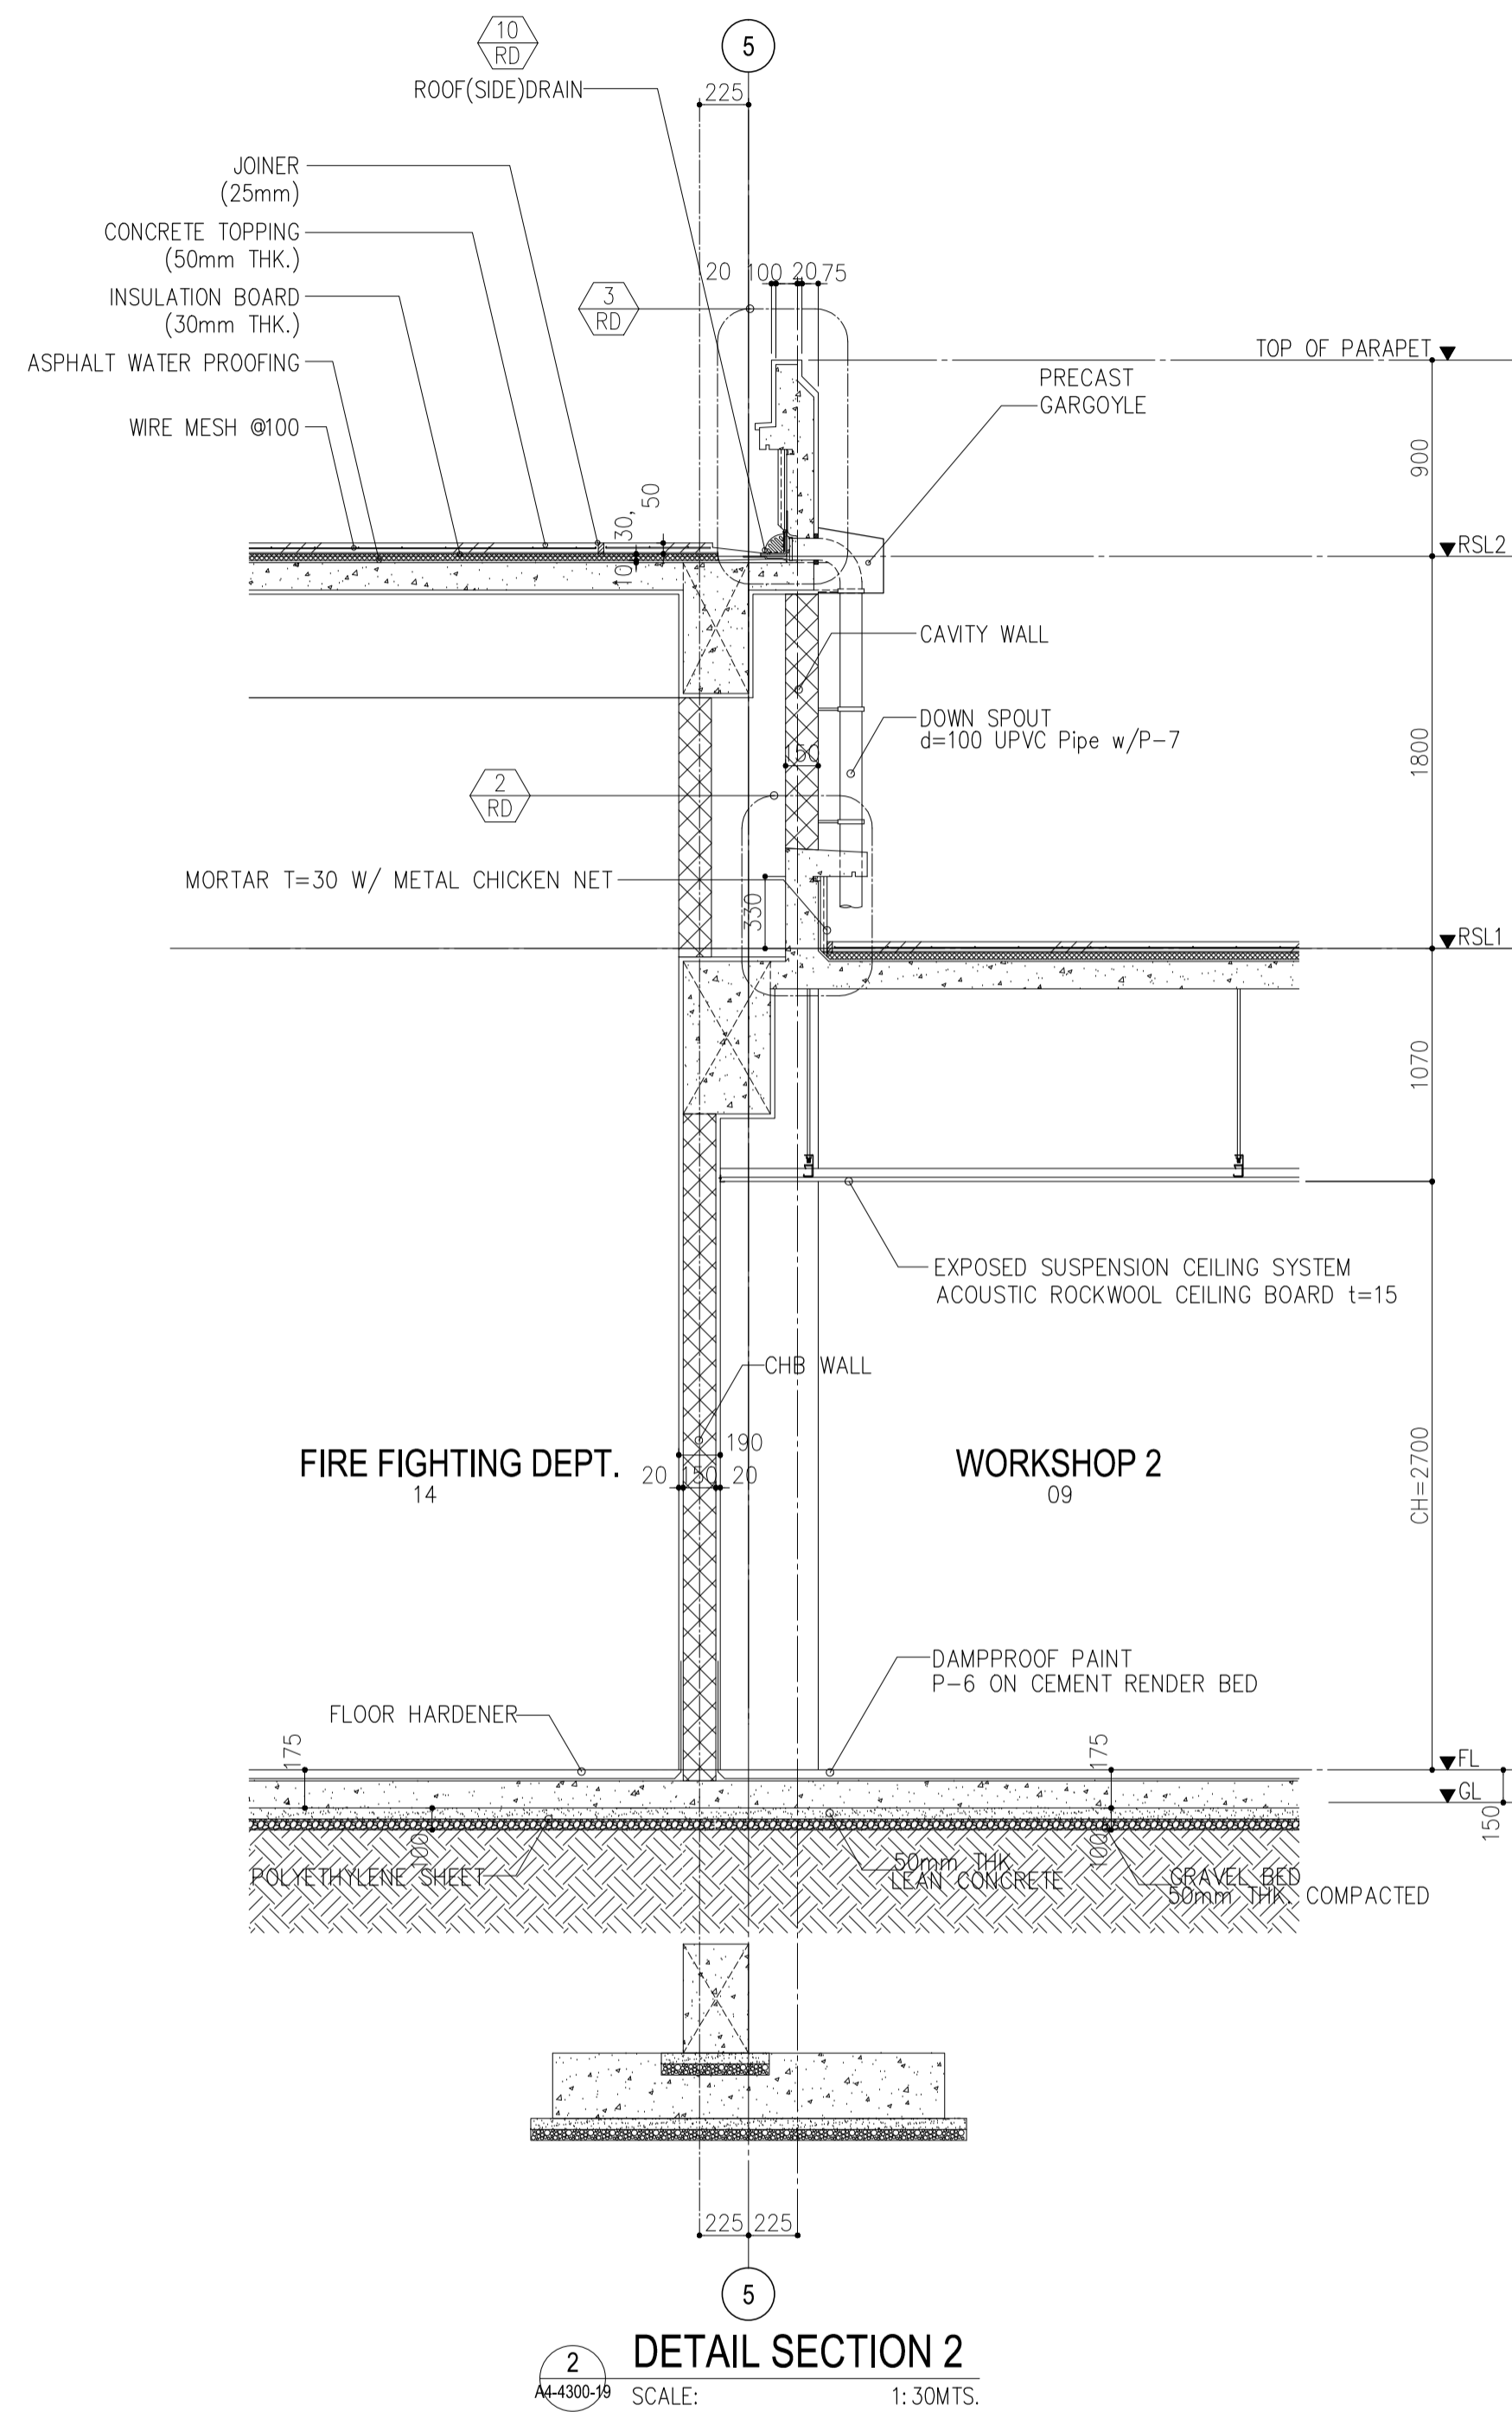 10
RD
5
ROOF(SIDE)DRAIN
225
JOINER
(25mm)
CONCRETE TOPPING
(50mm THK.)
INSULATION BOARD
(30mm THK.)
ASPHALT WATER PROOFING
WIRE MESH @100
20 100 20 75
3
RD
TOP OF PARAPET
PRECAST
GARGOYLE
900
10 30, 50
RSL2
CAVITY WALL
DOWN SPOUT
d=100 UPVC Pipe w/P-7
150
1800
2
RD
MORTAR T=30 W/ METAL CHICKEN NET
330
RSL1
1070
EXPOSED SUSPENSION CEILING SYSTEM
ACOUSTIC ROCKWOOL CEILING BOARD t=15
CHB WALL
190
20 150 20
FIRE FIGHTING DEPT.
14
WORKSHOP 2
09
CH=2700
DAMPPROOF PAINT
P-6 ON CEMENT RENDER BED
FLOOR HARDENER
175
175
FL
GL
150
100
100
POLYETHYLENE SHEET
50mm THK
LEAN CONCRETE
GRAVEL BED
50mm THK. COMPACTED
225 225
5
2
A4-4300-19
DETAIL SECTION 2
SCALE: 1:30MTS.